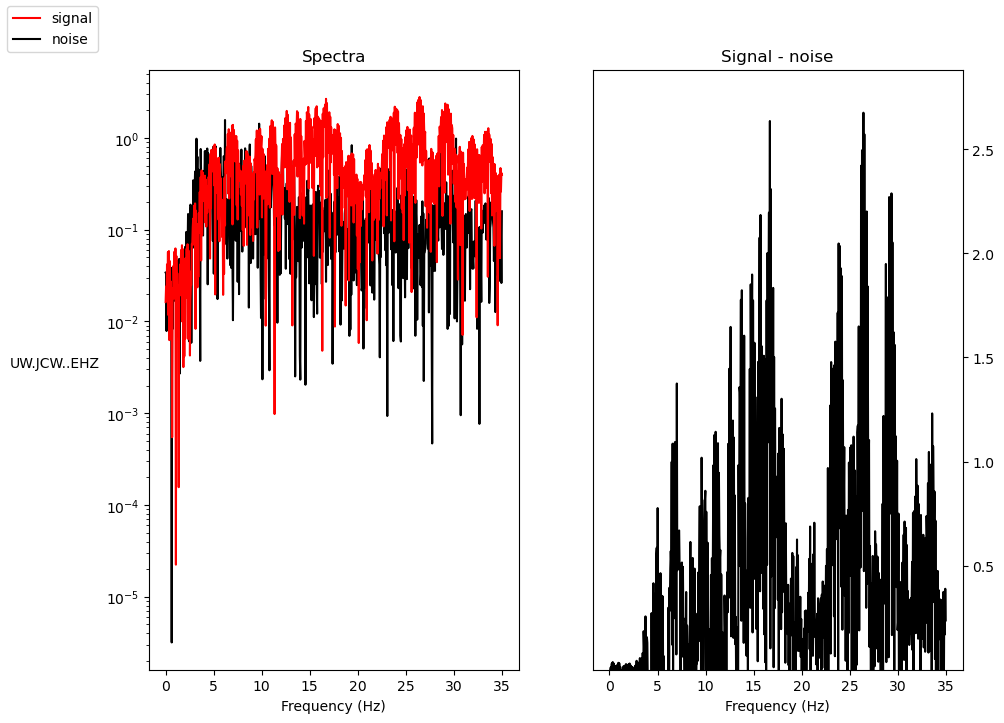 signal
noise
Spectra
Signal - noise
10⁰
10⁻¹
10⁻²
10⁻³
10⁻⁴
10⁻⁵
UW.JCW..EHZ
2.5
2.0
1.5
1.0
0.5
0 5 10 15 20 25 30 35
0 5 10 15 20 25 30 35
Frequency (Hz)
Frequency (Hz)